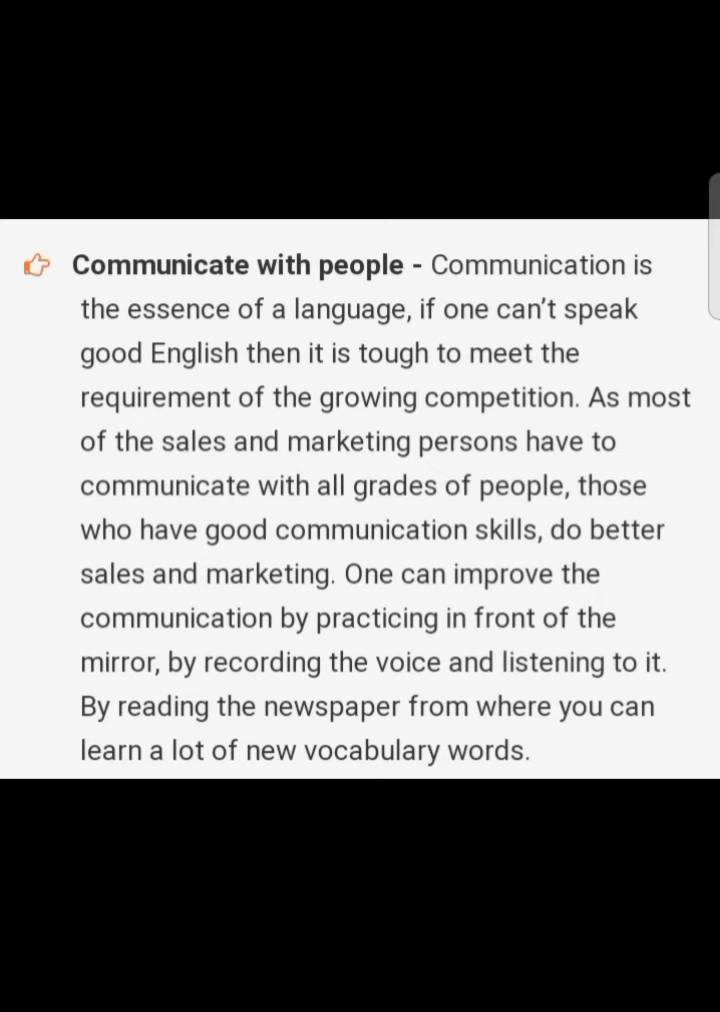 Communicate with people - Communication is
the essence of a language, if one can't speak
good English then it is tough to meet the
requirement of the growing competition. As most
of the sales and marketing persons have to
communicate with all grades of people, those
who have good communication skills, do better
sales and marketing. One can improve the
communication by practicing in front of the
mirror, by recording the voice and listening to it.
By reading the newspaper from where you can
learn a lot of new vocabulary words.